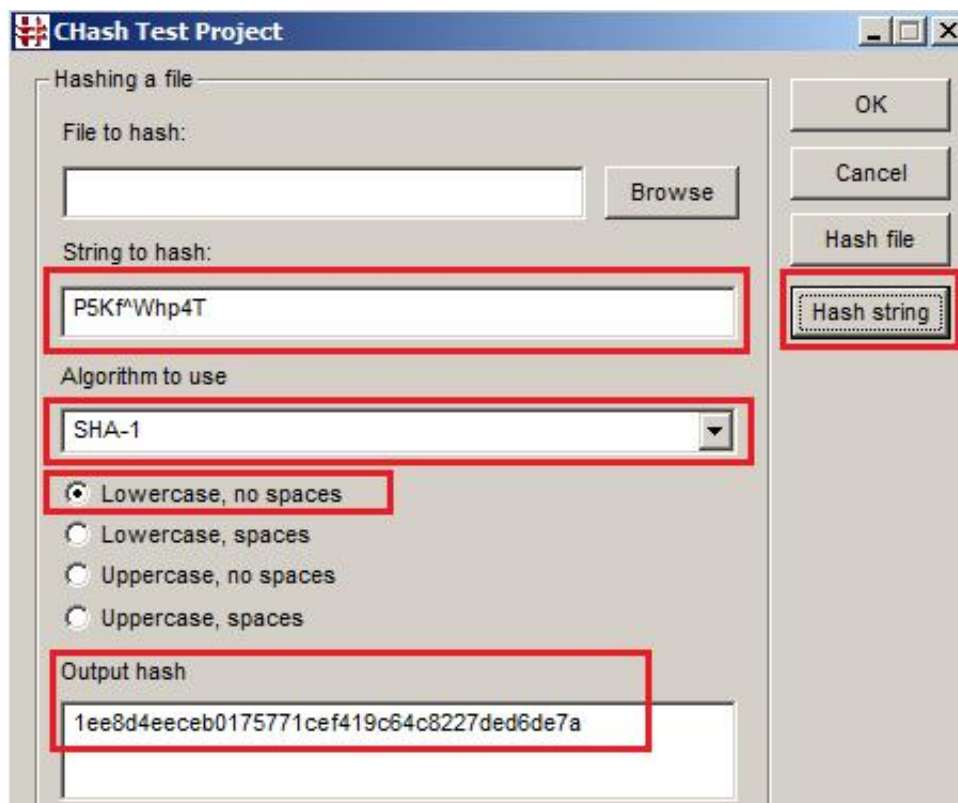 CHash Test Project
Hashing a file
File to hash:
Browse
String to hash:
P5Kf^Whp4T
Algorithm to use
SHA-1
Lowercase, no spaces
Lowercase, spaces
Uppercase, no spaces
Uppercase, spaces
Output hash
1ee8d4eeceb0175771cef419c64c8227ded6de7a
OK
Cancel
Hash file
Hash string